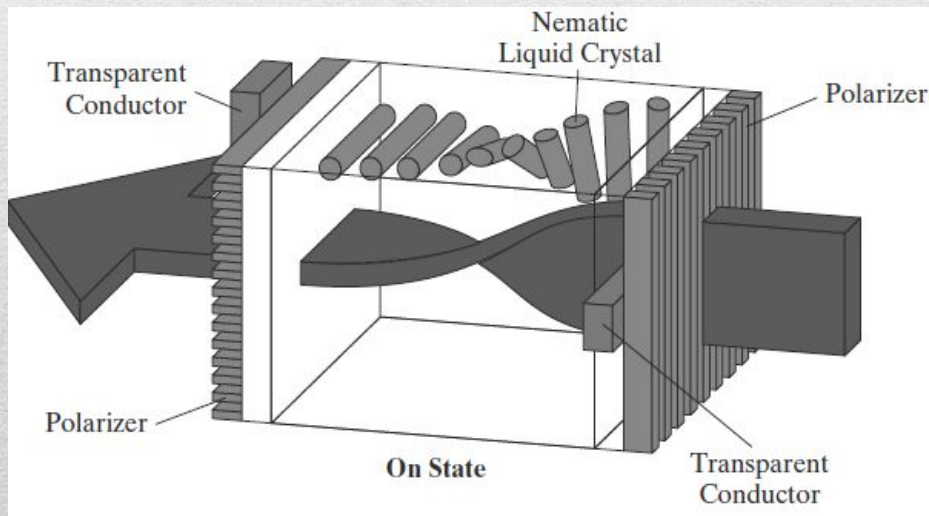 Nematic
Liquid Crystal
Transparent
Conductor
Polarizer
Polarizer
On State
Transparent
Conductor